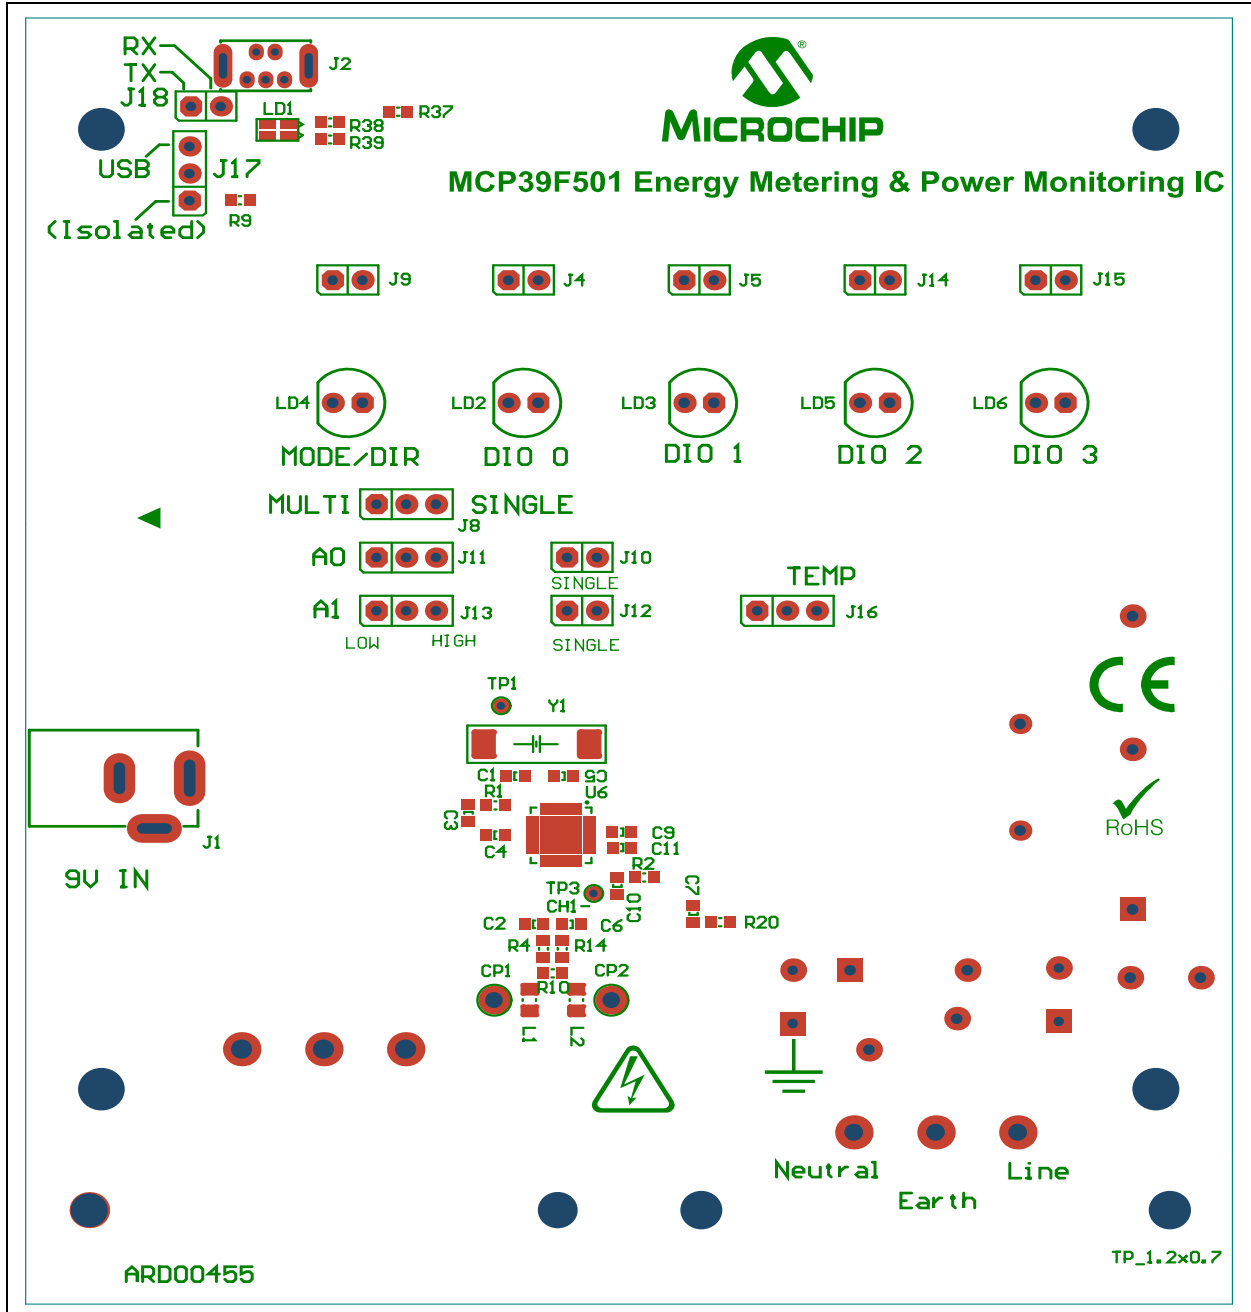 RX
TX
J2
J18
LD1
R37
R38
R39
®
MICROCHIP
USB
J17
MCP39F501 Energy Metering & Power Monitoring IC
(Isolated)
R9
J9
J4
J5
J14
J15
LD4
LD2
LD3
LD5
LD6
MODE/DIR
DIO 0
DIO 1
DIO 2
DIO 3
MULTI
SINGLE
J8
A0
J11
J10
SINGLE
TEMP
A1
J13
J12
J16
LOW
HIGH
SINGLE
TP1
Y1
CE
C1
C5
R1
U6
C3
C4
C9
C11
J1
RoHS
R2
9V IN
TP3
CH1-
C10
C7
C2
C6
R20
R4
R14
CP1
CP2
R10
L1
L2
Neutral
Line
Earth
TP_1.2x0.7
ARD00455